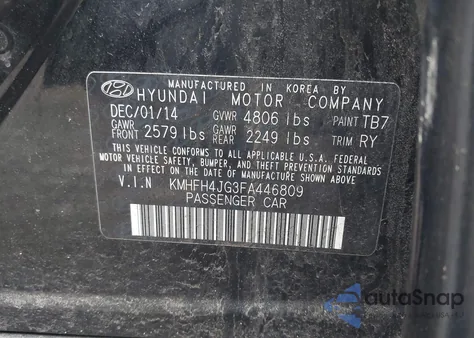 MANUFACTURED IN KOREA BY
HYUNDAI MOTOR COMPANY
DEC/01/14 GVWR 4806 lbs PAINT TB7
GAWR FRONT 2579 lbs GAWR REAR 2249 lbs TRIM RY
THIS VEHICLE CONFORMS TO ALL APPLICABLE U.S.A. FEDERAL
MOTOR VEHICLE SAFETY, BUMPER, AND THEFT PREVENTION STANDARDS
IN EFFECT ON THE DATE OF MANUFACTURE SHOWN ABOVE.
V.I.N KMHFH4JG3FA446809
PASSENGER CAR
autoSnap